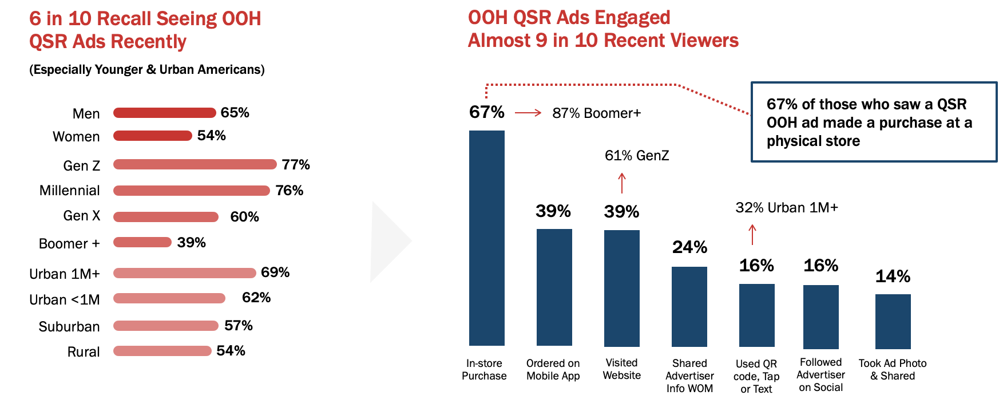 6 in 10 Recall Seeing OOH
QSR Ads Recently
(Especially Younger & Urban Americans)
Men 65%
Women 54%
Gen Z 77%
Millennial 76%
Gen X 60%
Boomer + 39%
Urban 1M+ 69%
Urban <1M 62%
Suburban 57%
Rural 54%
OOH QSR Ads Engaged
Almost 9 in 10 Recent Viewers
67% of those who saw a QSR
OOH ad made a purchase at a
physical store
67% 87% Boomer+
61% GenZ
32% Urban 1M+
39%
39%
24%
16%
16%
14%
In-store
Purchase
Ordered on
Mobile App
Visited
Website
Shared
Advertiser
Info WOM
Used QR
code, Tap
or Text
Followed
Advertiser
on Social
Took Ad Photo
& Shared